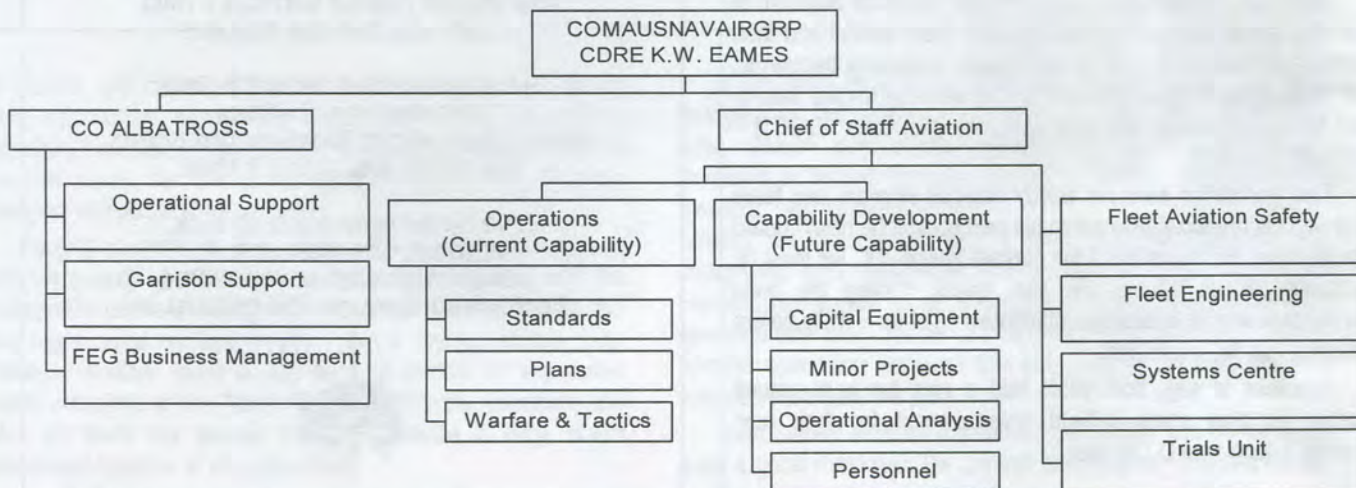 COMAUSNAVAIRGRP
CDRE K.W. EAMES
CO ALBATROSS
Chief of Staff Aviation
Operational Support
Garrison Support
FEG Business Management
Operations
(Current Capability)
Standards
Plans
Warfare & Tactics
Capability Development
(Future Capability)
Capital Equipment
Minor Projects
Operational Analysis
Personnel
Fleet Aviation Safety
Fleet Engineering
Systems Centre
Trials Unit